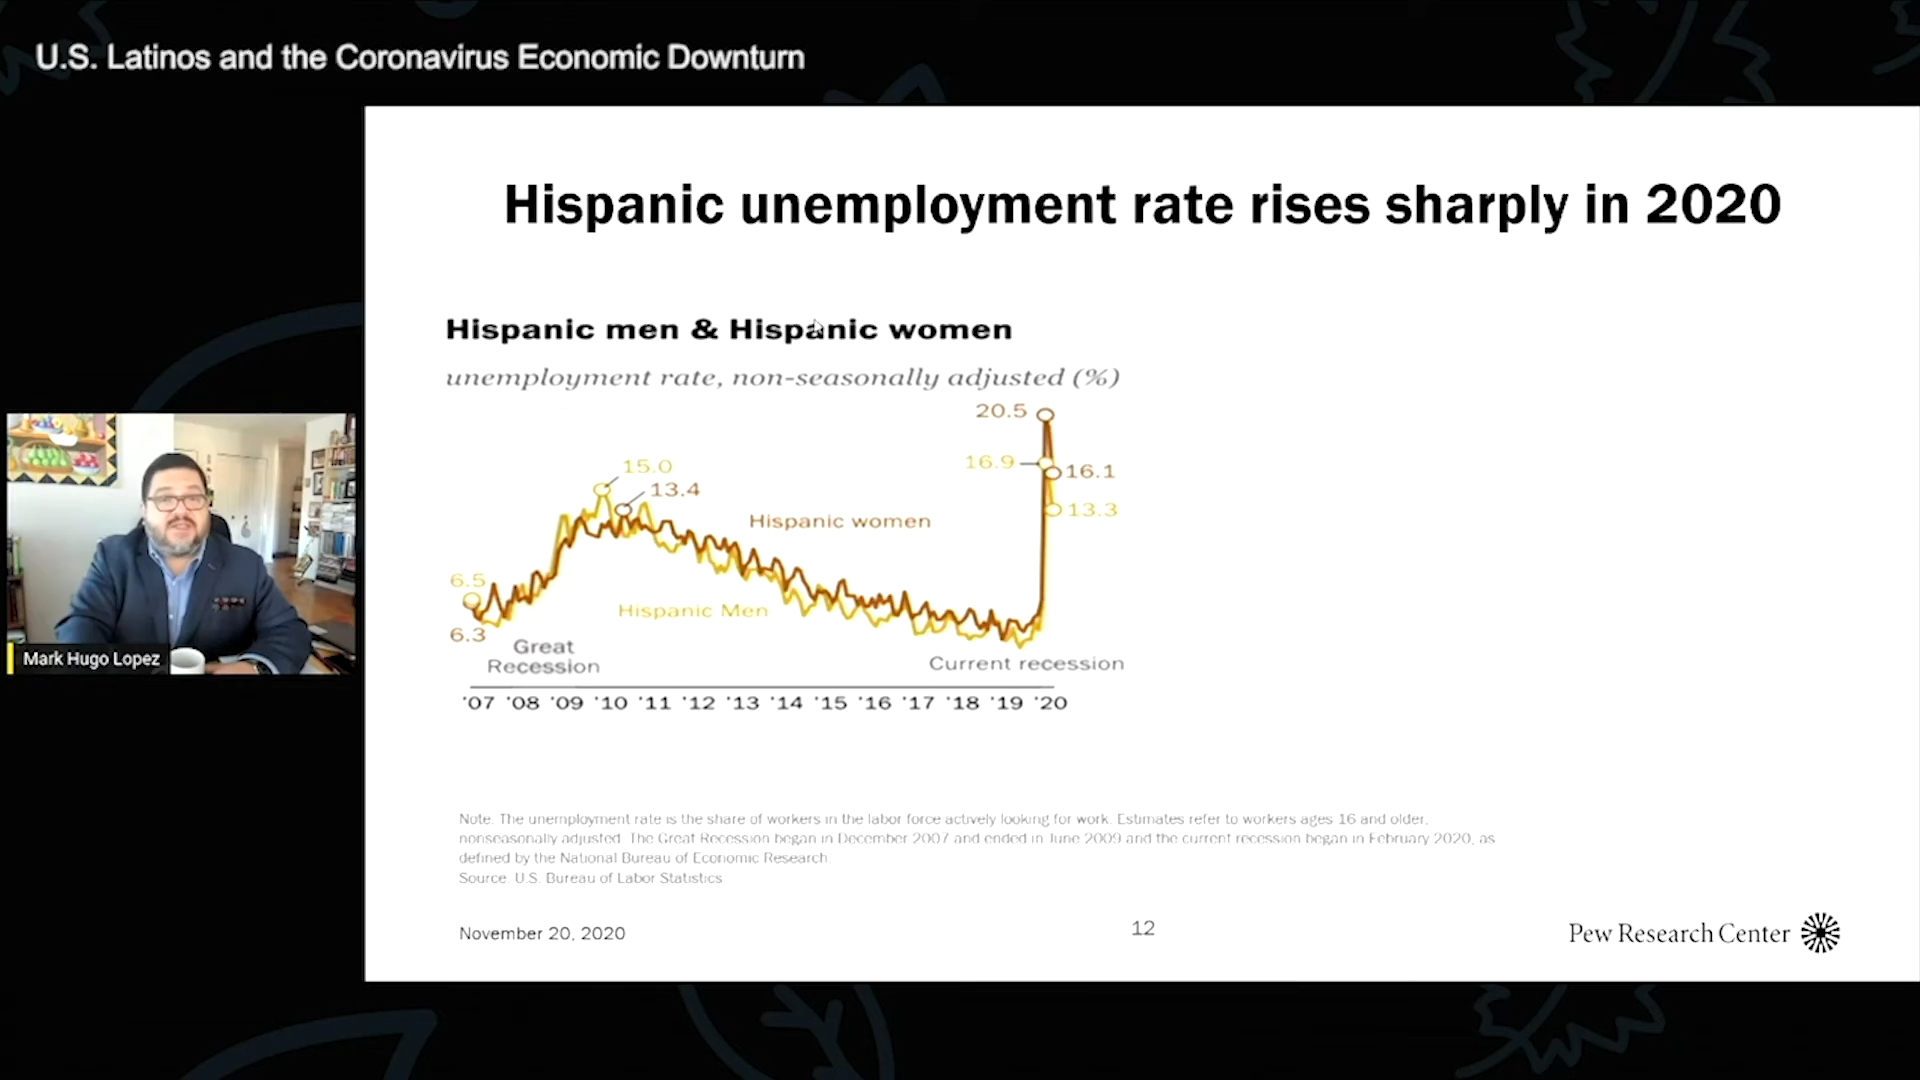 U.S. Latinos and the Coronavirus Economic Downturn
Hispanic unemployment rate rises sharply in 2020
Hispanic men & Hispanic women
unemployment rate, non-seasonally adjusted (%)
20.5
15.0
16.9
16.1
13.4
13.3
Hispanic women
6.5
Hispanic Men
6.3
Great
Recession
Current recession
'07 '08 '09 '10 '11 '12 '13 '14 '15 '16 '17 '18 '19 '20
Mark Hugo Lopez
Note. The unemployment rate is the share of workers in the labor force actively looking for work. Estimates refer to workers ages 16 and older,
nonseasonally adjusted. The Great Recession began in December 2007 and ended in June 2009 and the current recession began in February 2020, as
defined by the National Bureau of Economic Research.
Source. U.S. Bureau of Labor Statistics
November 20, 2020
12
Pew Research Center